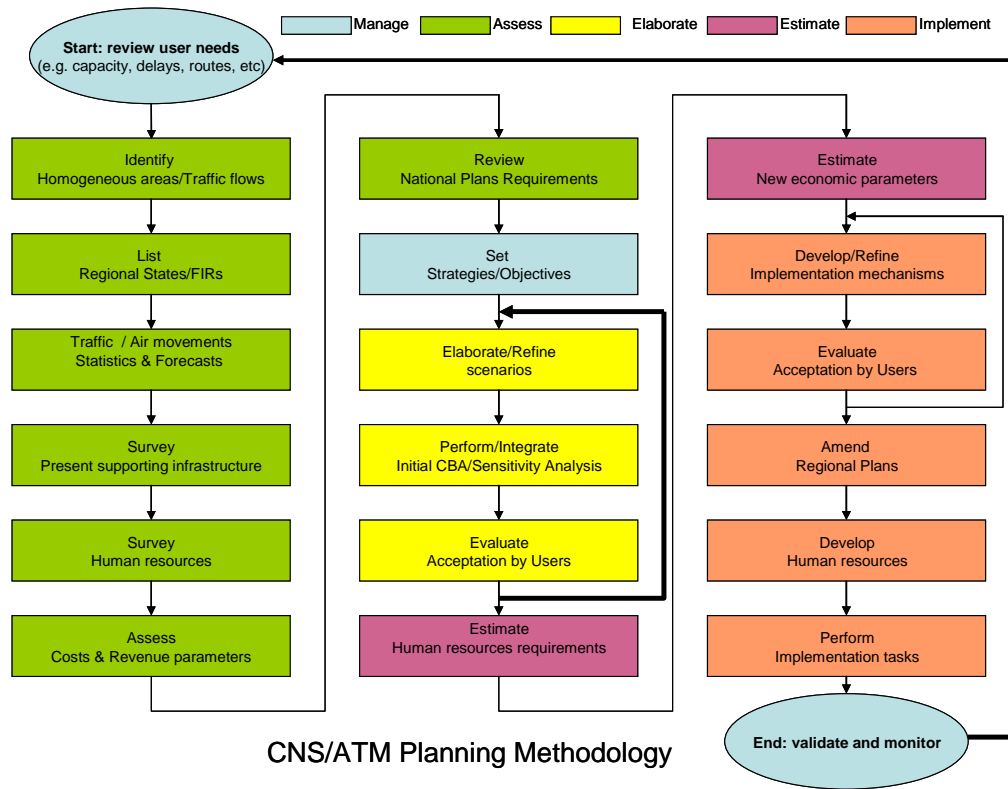 Manage
Assess
Elaborate
Estimate
Implement
Start: review user needs
(e.g. capacity, delays, routes, etc)
Identify
Homogeneous areas/Traffic flows
List
Regional States/FIRs
Traffic / Air movements
Statistics & Forecasts
Survey
Present supporting infrastructure
Survey
Human resources
Assess
Costs & Revenue parameters
Review
National Plans Requirements
Set
Strategies/Objectives
Elaborate/Refine
scenarios
Perform/Integrate
Initial CBA/Sensitivity Analysis
Evaluate
Acceptation by Users
Estimate
Human resources requirements
Estimate
New economic parameters
Develop/Refine
Implementation mechanisms
Evaluate
Acceptation by Users
Amend
Regional Plans
Develop
Human resources
Perform
Implementation tasks
End: validate and monitor
CNS/ATM Planning Methodology